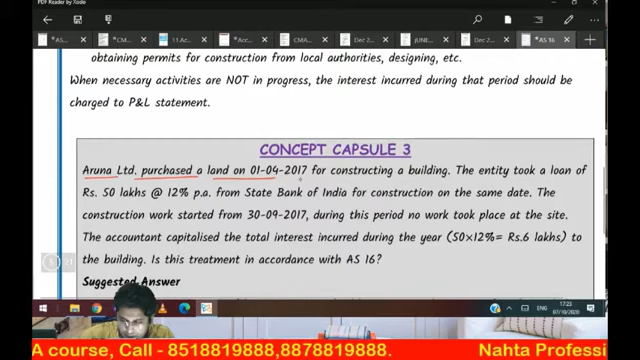 PDF Reader by Xodo
*AS
*CM
11.A
*Acc
CMA
Dec 2
jUNE
Dec 2
*AS 16
obtaining permits for construction from local authorities, designing, etc.
When necessary activities are NOT in progress, the interest incurred during that period should be
charged to P&L statement.
CONCEPT CAPSULE 3
Aruna Ltd. purchased a land on 01-04-2017 for constructing a building. The entity took a loan of
Rs. 50 lakhs @ 12% p.a. from State Bank of India for construction on the same date. The
construction work started from 30-09-2017, during this period no work took place at the site.
The accountant capitalised the total interest incurred during the year (50×12%= Rs.6 lakhs) to
the building. Is this treatment in accordance with AS 16?
Suggested Answer
ENG
17:23
07/10/2020
A course, Call - 8518819888,8878819888.
Nahta Professi